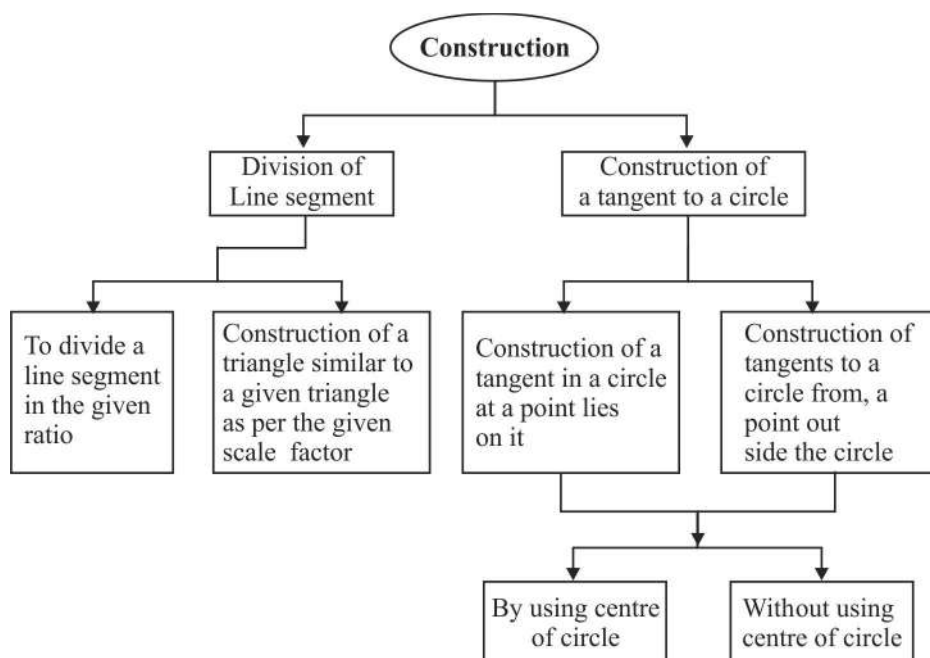 Construction
Division of
Line segment
Construction of
a tangent to a circle
To divide a
line segment
in the given
ratio
Construction of a
triangle similar to
a given triangle
as per the given
scale factor
Construction of a
tangent in a circle
at a point lies
on it
Construction of
tangents to a
circle from, a
point out
side the circle
By using centre
of circle
Without using
centre of circle